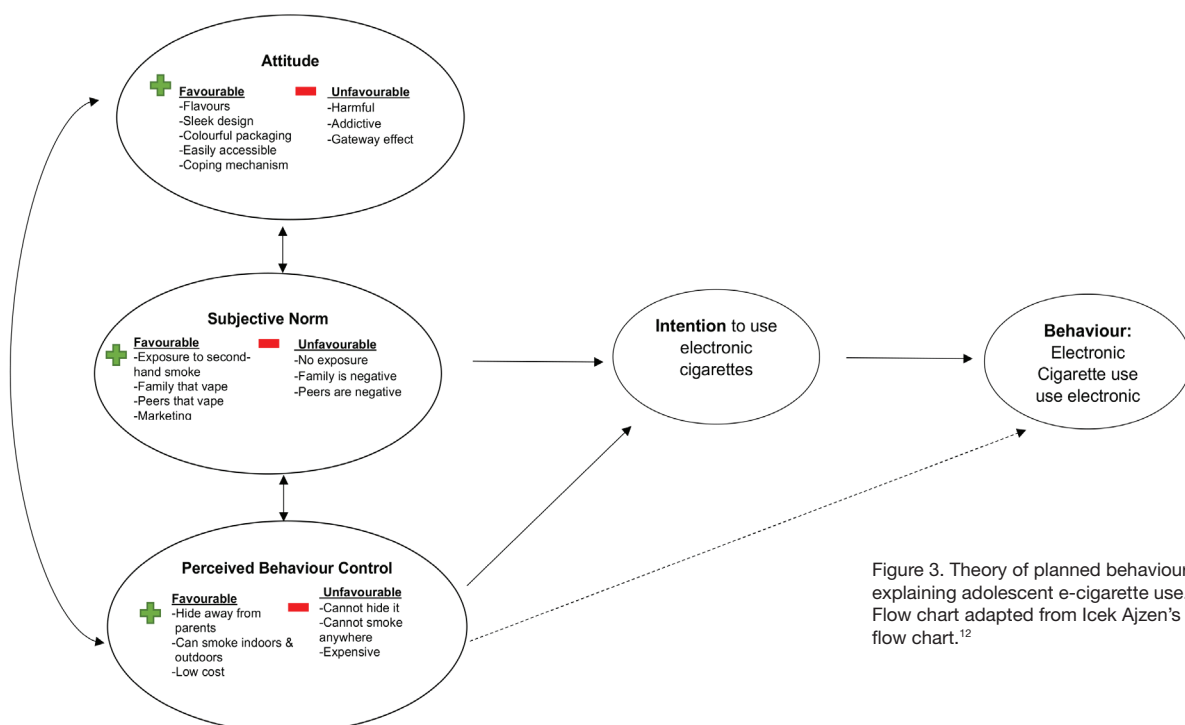 Attitude
Favourable
-Flavours
-Sleek design
-Colourful packaging
-Easily accessible
-Coping mechanism
Unfavourable
-Harmful
-Addictive
-Gateway effect
Subjective Norm
Favourable
-Exposure to second-
hand smoke
-Family that vape
-Peers that vape
-Marketing
Unfavourable
-No exposure
-Family is negative
-Peers are negative
Perceived Behaviour Control
Favourable
-Hide away from
parents
-Can smoke indoors &
outdoors
-Low cost
Unfavourable
-Cannot hide it
-Cannot smoke
anywhere
-Expensive
Intention to use
electronic
cigarettes
Behaviour:
Electronic
Cigarette use
use electronic
Figure 3. Theory of planned behaviour
explaining adolescent e-cigarette use.
Flow chart adapted from Icek Ajzen's
flow chart.12